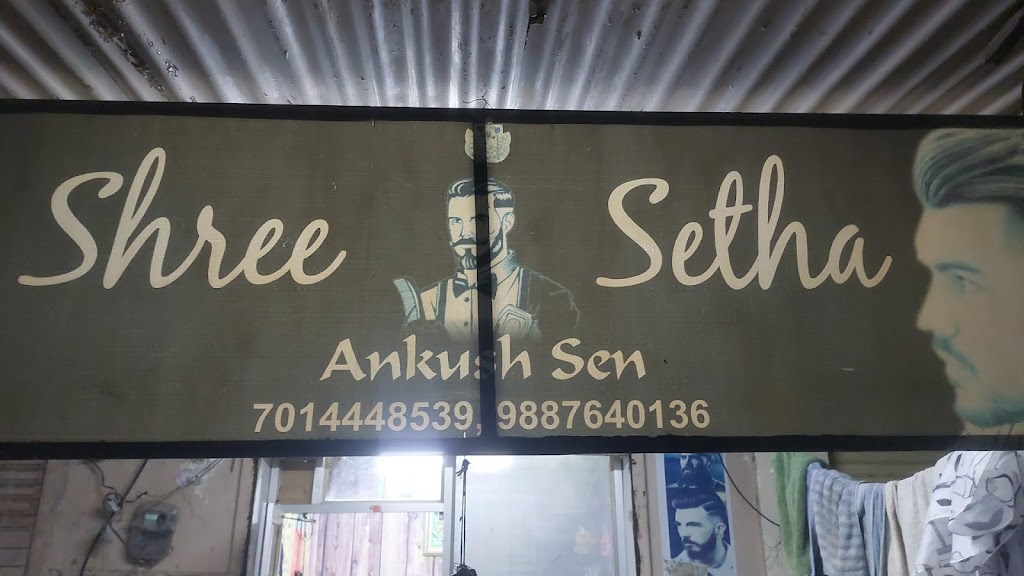 Shree Setha
Ankush Sen
7014448539, 9887640136